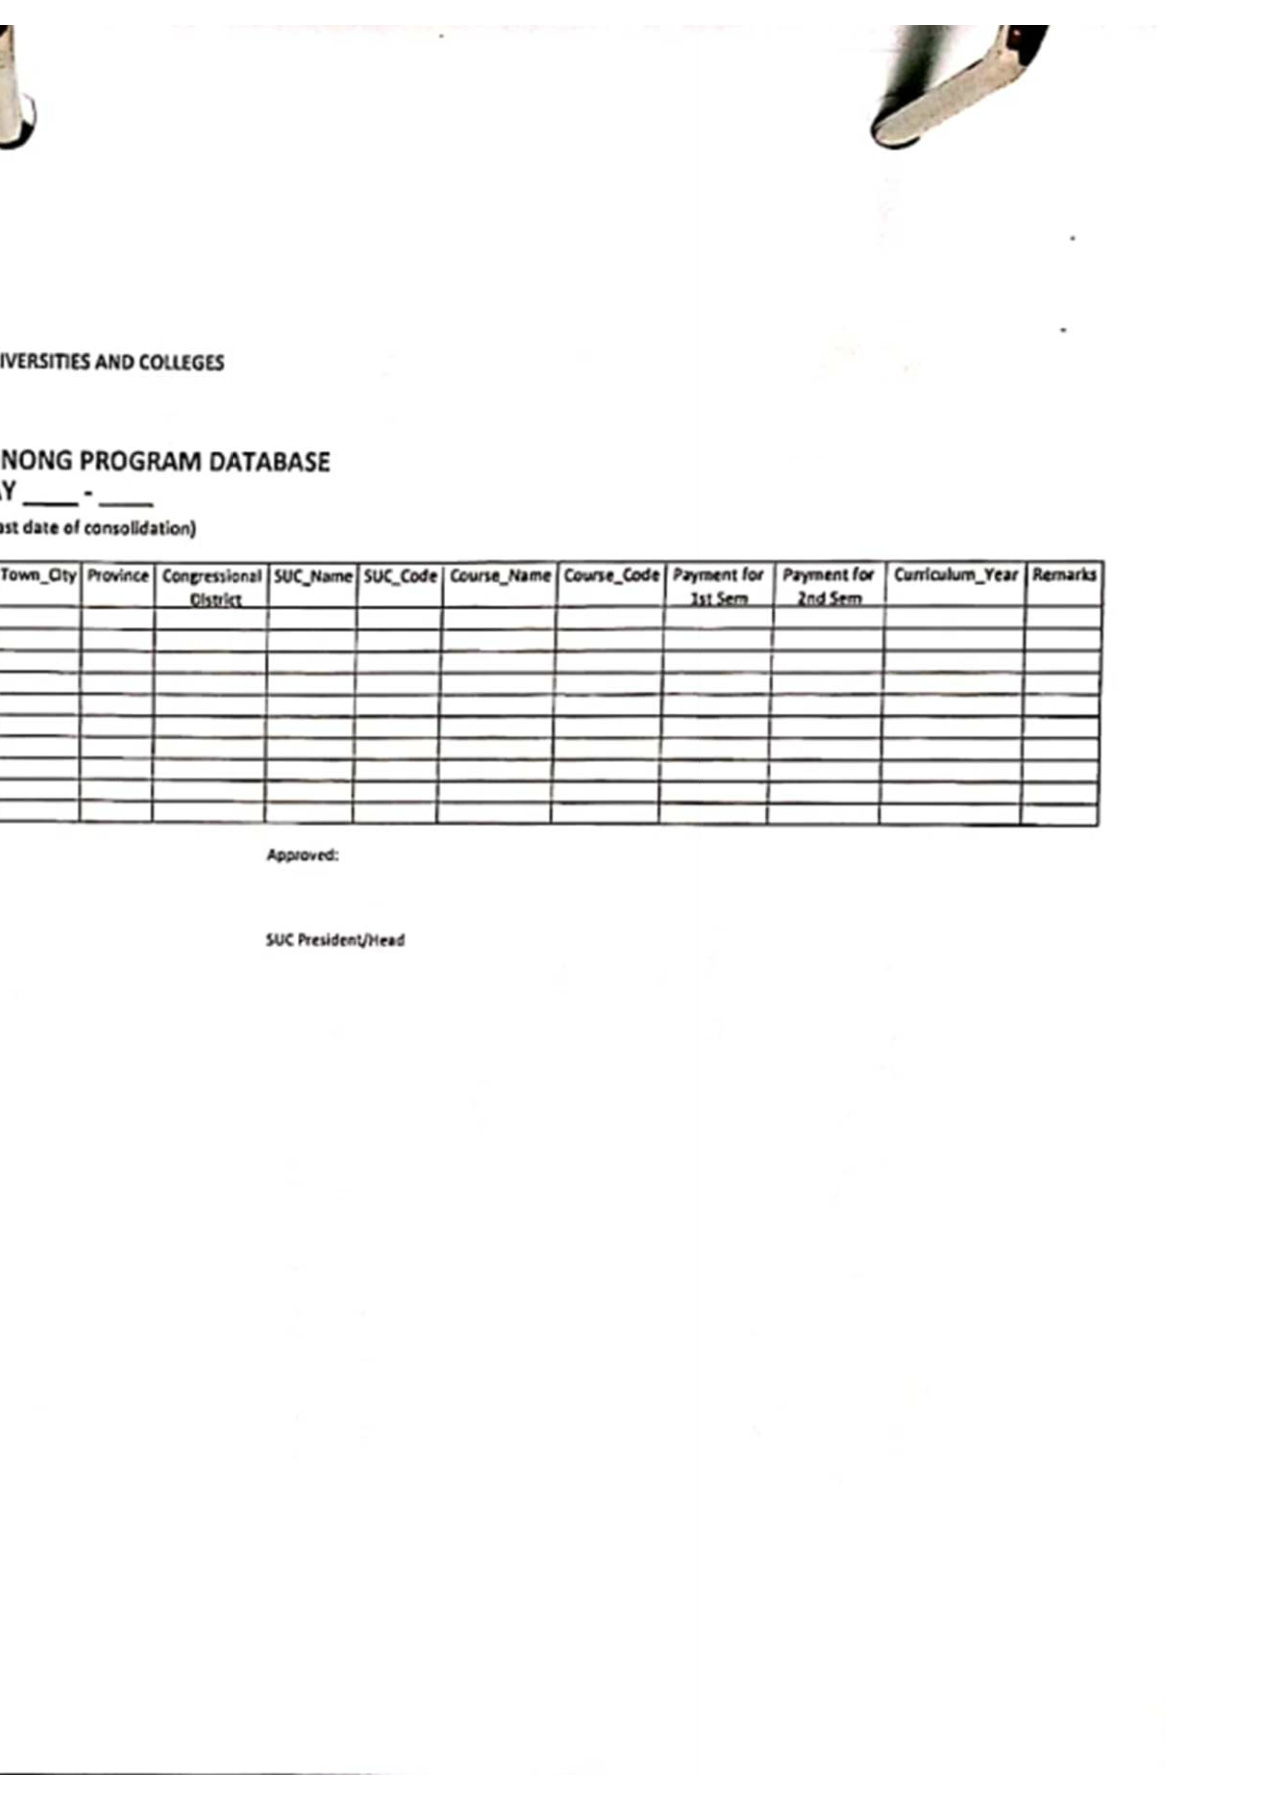 IVERSITIES AND COLLEGES
NONG PROGRAM DATABASE
AY ____ - ____
ast date of consolidation)
Town_City Province Congressional District SUC_Name SUC_Code Course_Name Course_Code Payment for 1st Sem Payment for 2nd Sem Curriculum_Year Remarks
Approved:
SUC President/Head